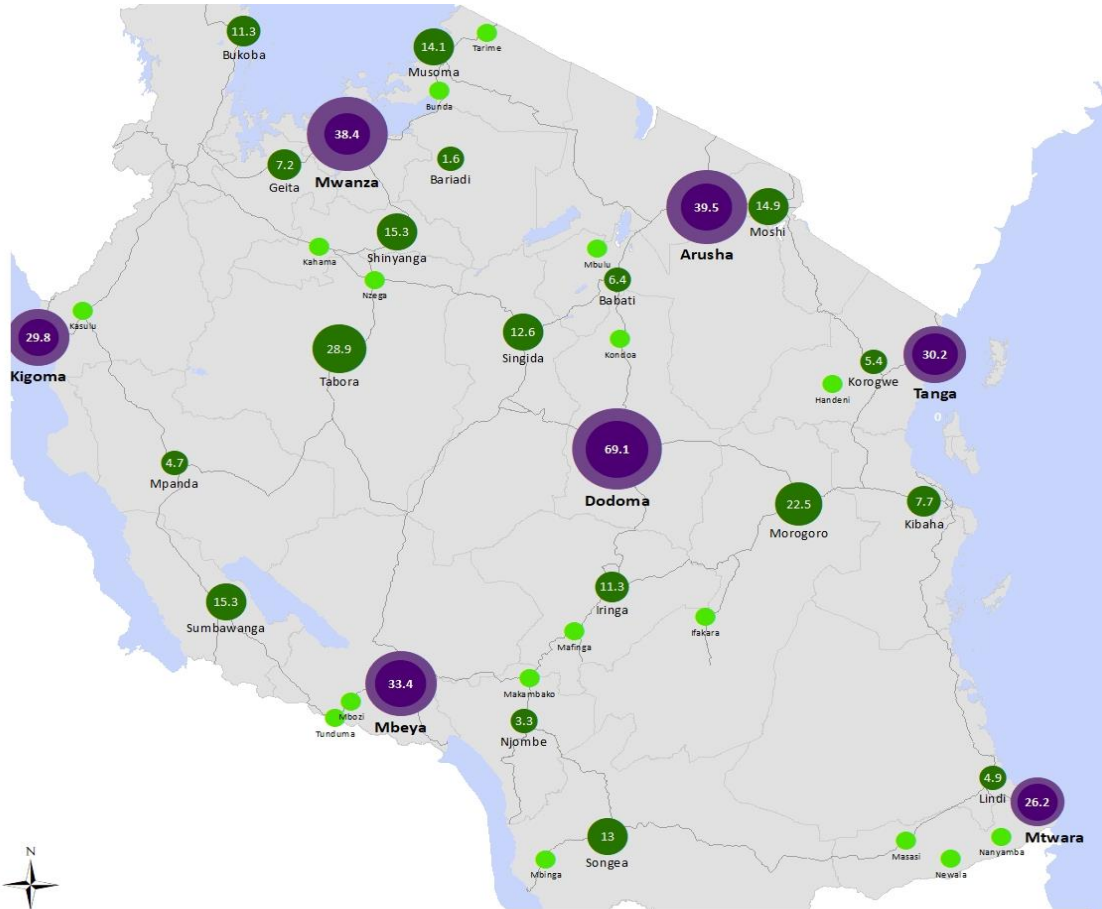 11.3
Bukoba
14.1
Musoma
Tarime
Bunda
38.4
Mwanza
7.2
Geita
1.6
Bariadi
39.5
Arusha
14.9
Moshi
15.3
Shinyanga
Kahama
Nzega
Mbulu
6.4
Babati
Kasulu
29.8
Kigoma
28.9
Tabora
12.6
Singida
Kondoa
5.4
Korogwe
Handeni
30.2
Tanga
0
69.1
Dodoma
4.7
Mpanda
22.5
Morogoro
7.7
Kibaha
15.3
Sumbawanga
11.3
Iringa
Ifakara
Mafinga
33.4
Mbeya
Mbozi
Tunduma
Makambako
3.3
Njombe
4.9
Lindi
26.2
Mtwara
13
Songea
Mbinga
Masasi
Newala
Nanyamba
N